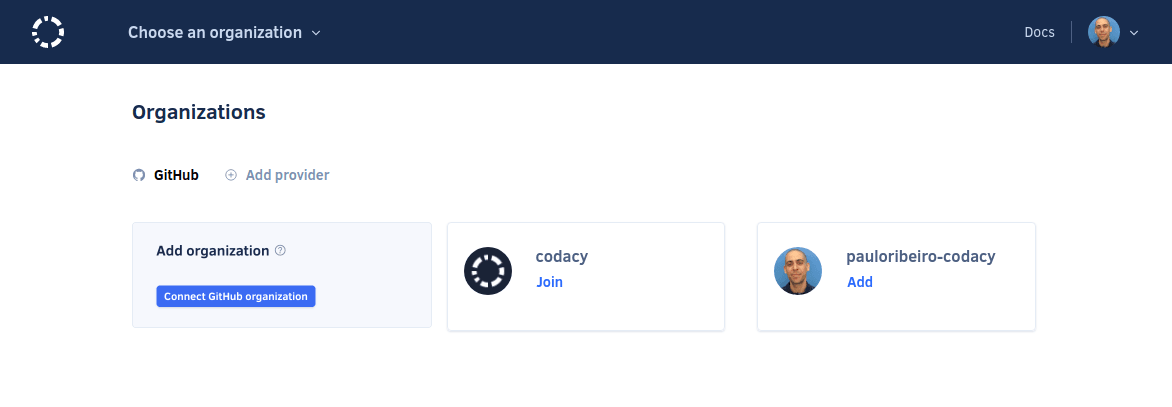 Choose an organization
Docs
Organizations
GitHub
Add provider
Add organization ?
Connect GitHub organization
codacy
Join
pauloribeiro-codacy
Add